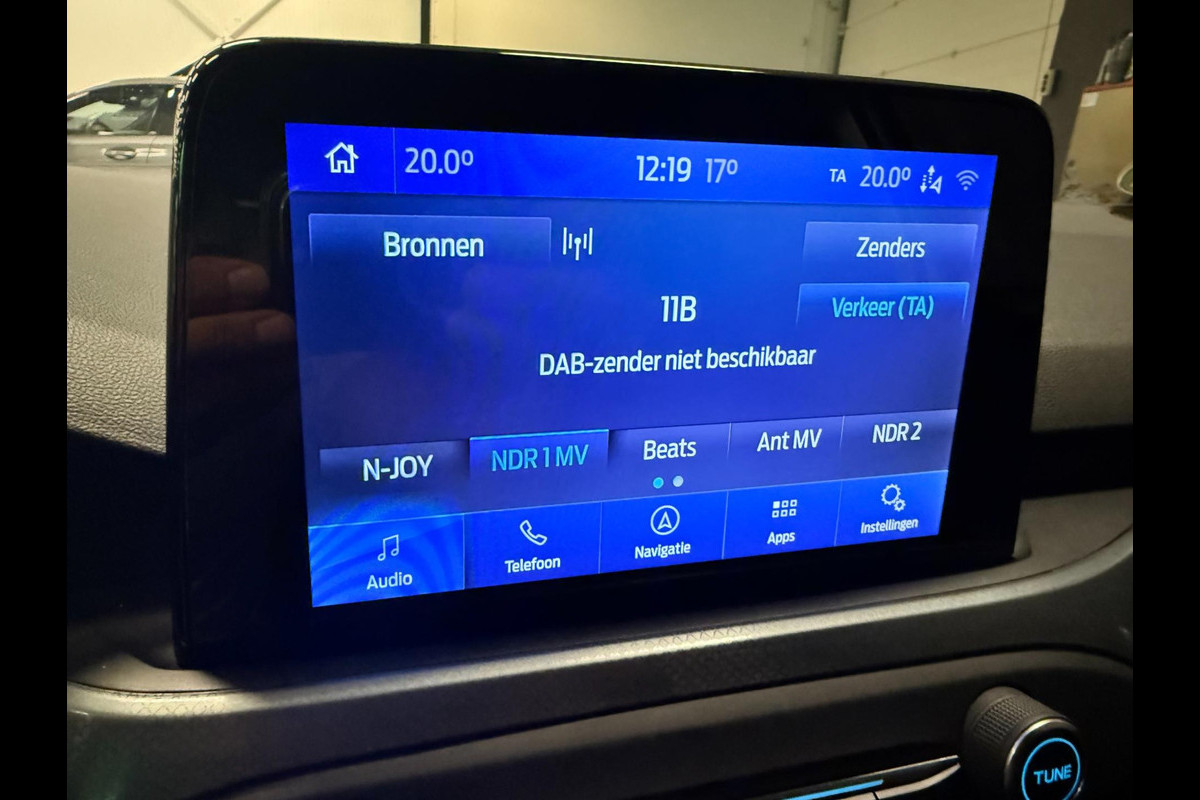 20.0° 12:19 17° TA 20.0°
Bronnen
Zenders
11B
Verkeer (TA)
DAB-zender niet beschikbaar
N-JOY NDR 1 MV Beats Ant MV NDR 2
Audio Telefoon Navigatie Apps Instellingen
TUNE